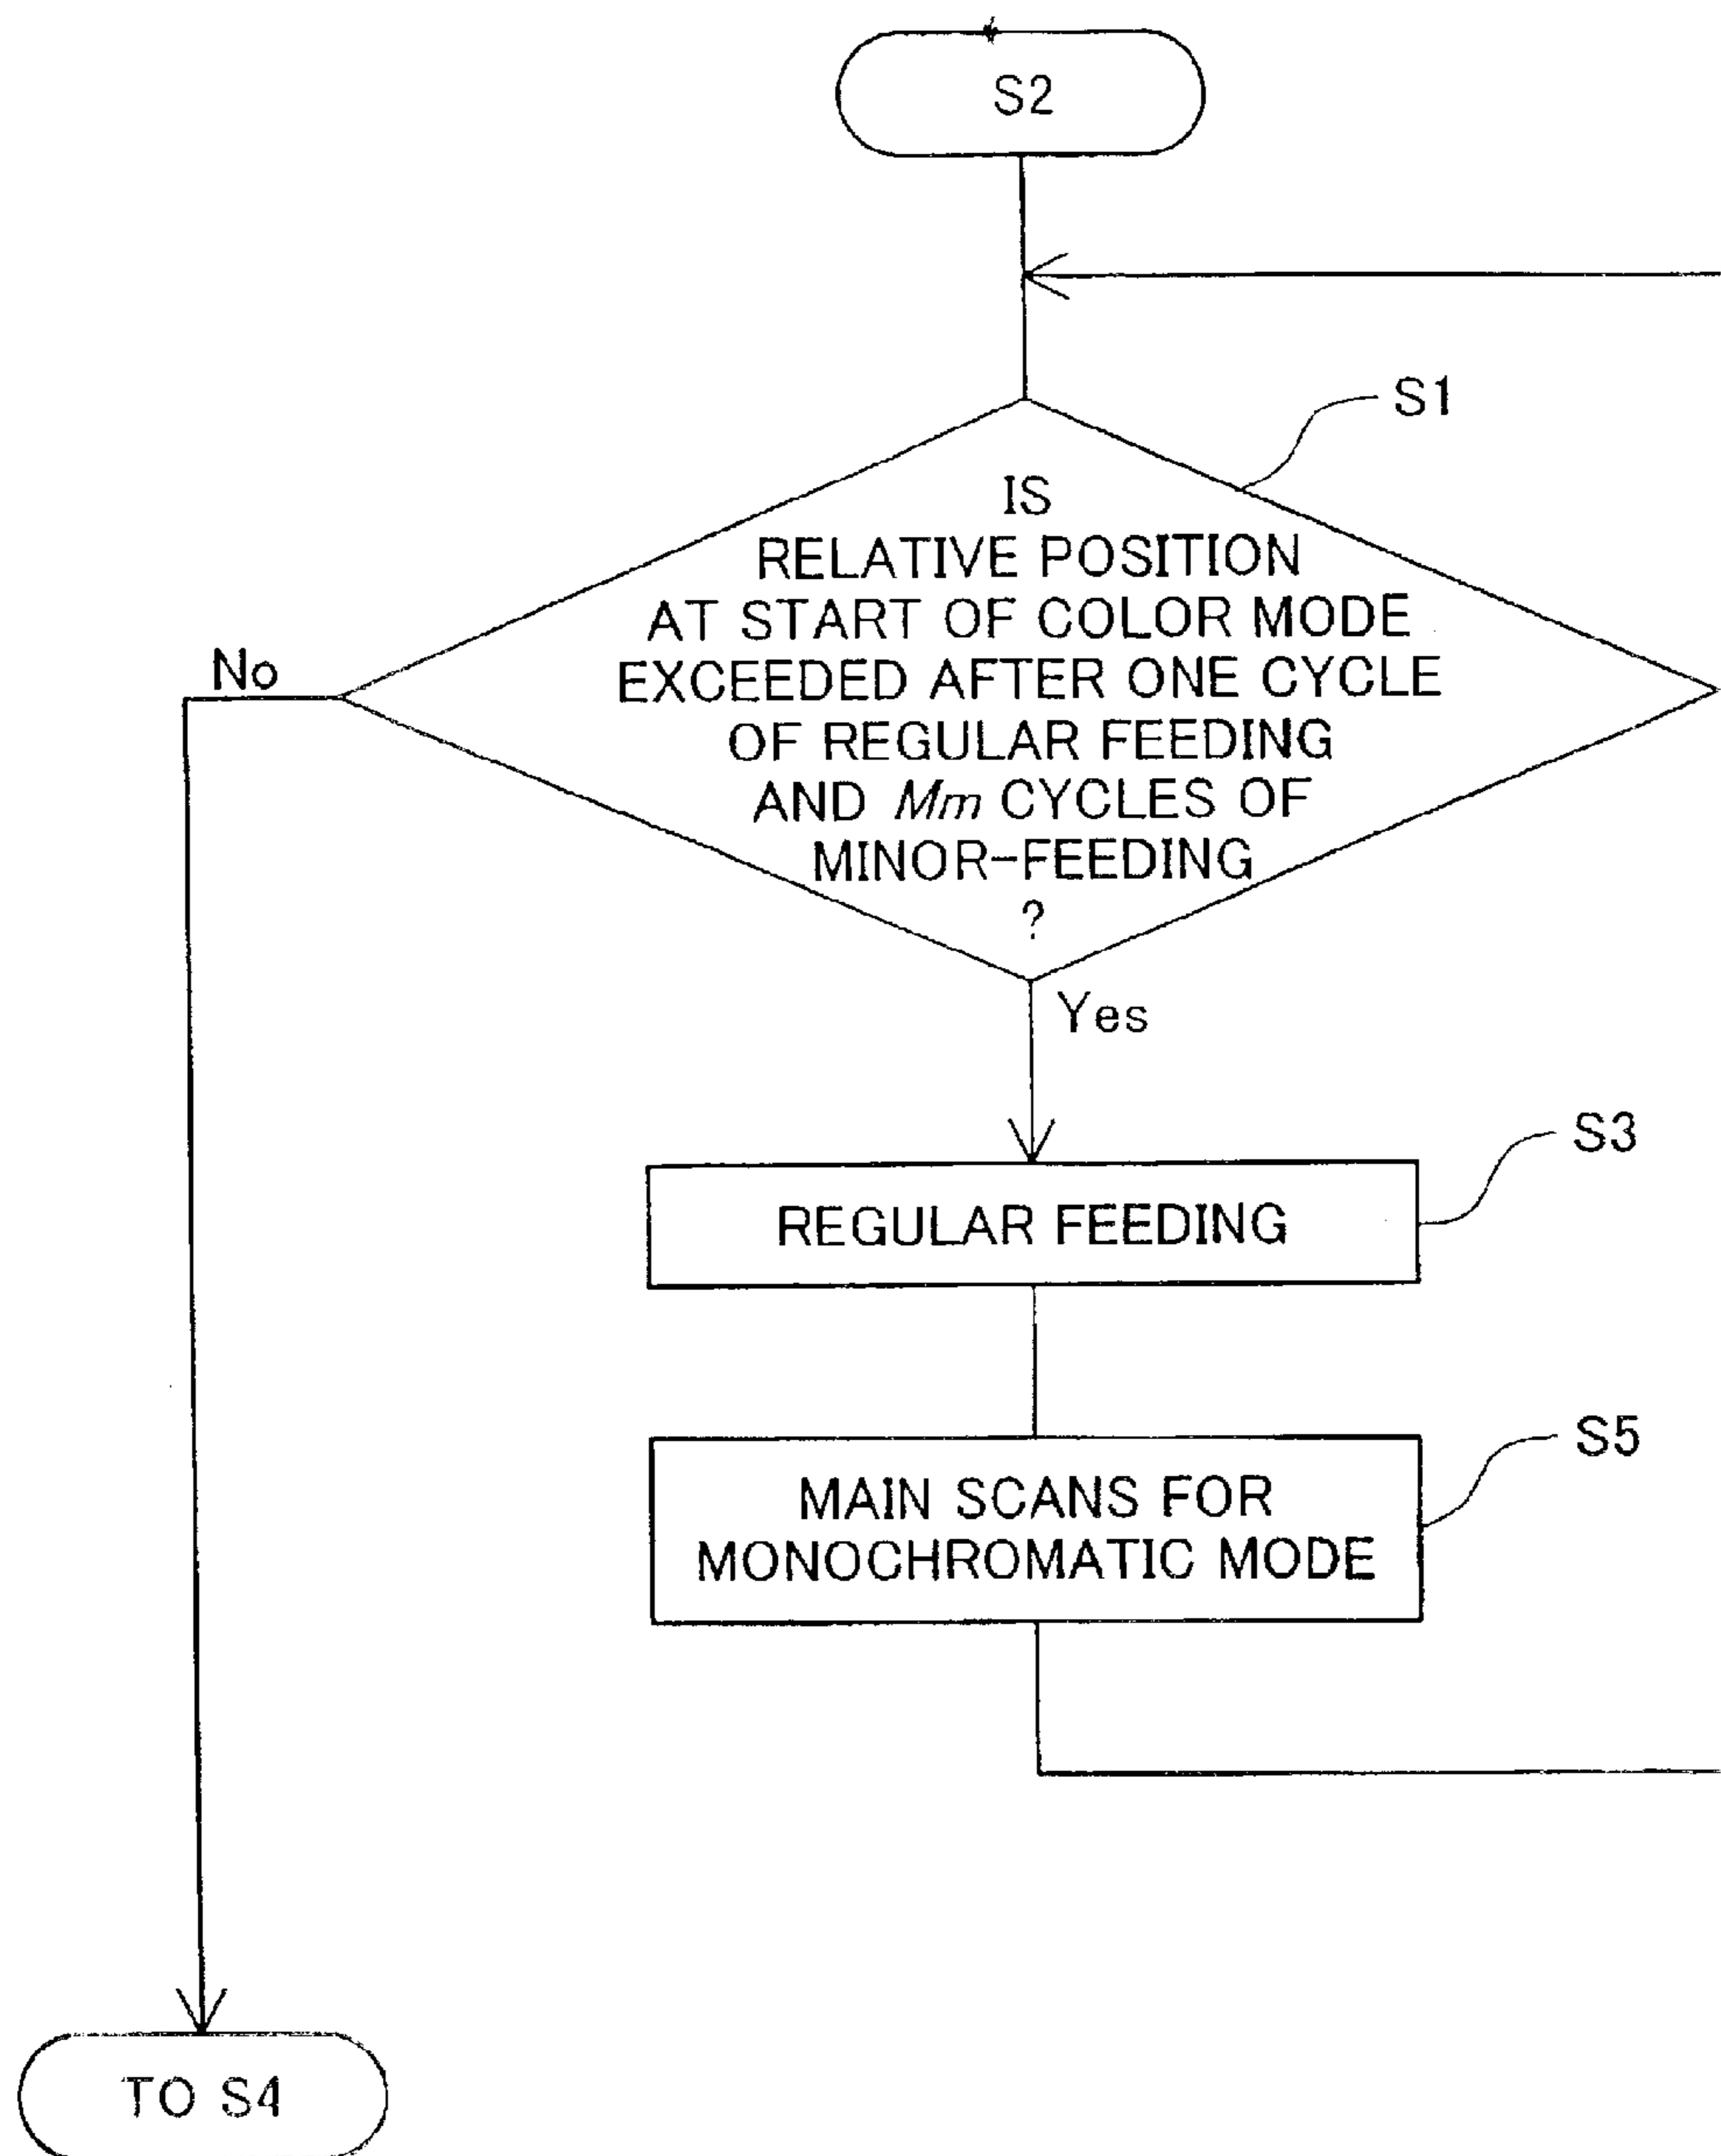 S2
S1
IS
RELATIVE POSITION
AT START OF COLOR MODE
EXCEEDED AFTER ONE CYCLE
OF REGULAR FEEDING
AND Mm CYCLES OF
MINOR-FEEDING
?
No
Yes
S3
REGULAR FEEDING
S5
MAIN SCANS FOR
MONOCHROMATIC MODE
TO S4